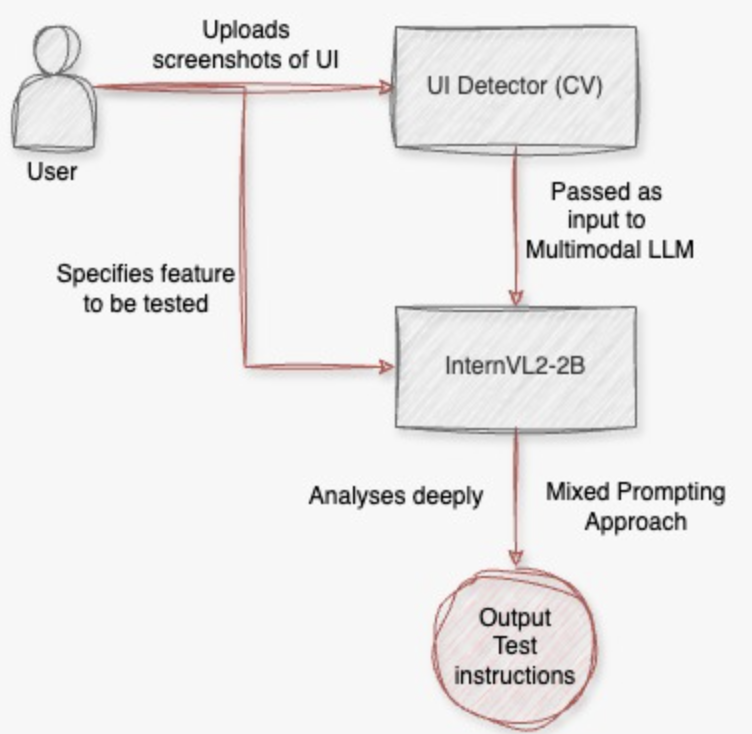 Uploads
screenshots of UI
UI Detector (CV)
User
Passed as
input to
Multimodal LLM
Specifies feature
to be tested
InternVL2-2B
Analyses deeply
Mixed Prompting
Approach
Output
Test
instructions